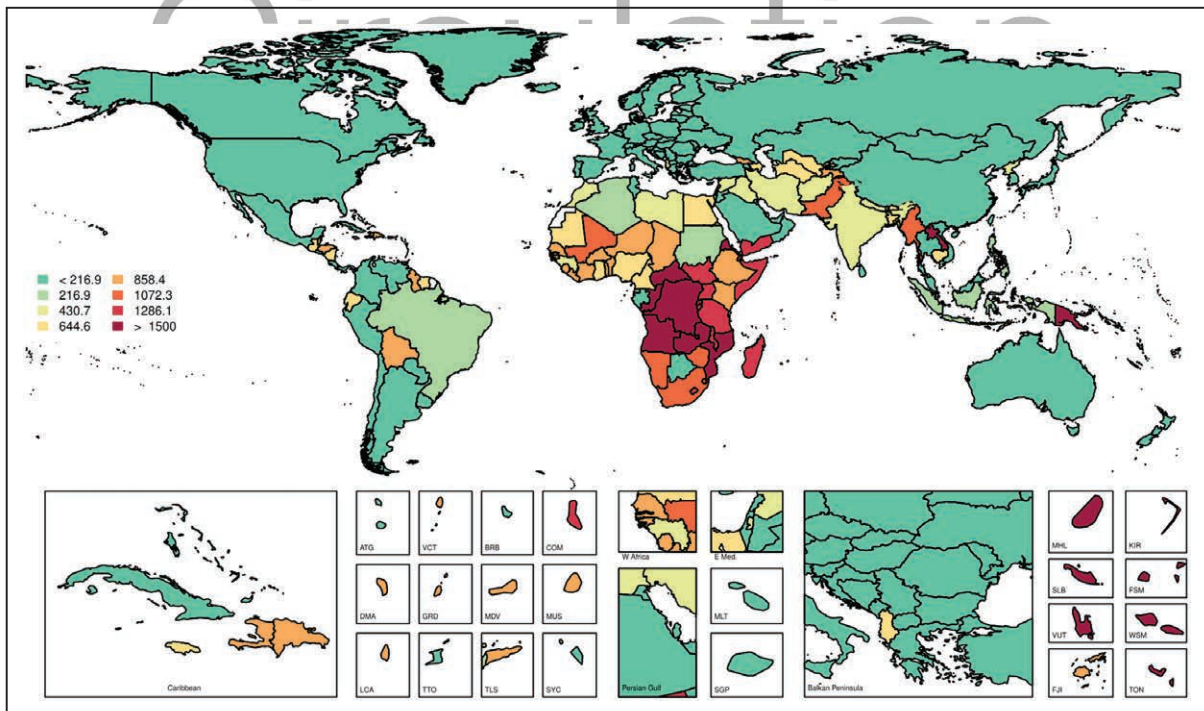 Circulation
< 216.9
216.9
430.7
644.6
858.4
1072.3
1286.1
> 1500
Caribbean
ATG
VCT
BRB
COM
DMA
GRD
MDV
MUS
LCA
TTO
TLS
SYC
W Africa
E Med.
Persian Gulf
MLT
SGP
Balkan Peninsula
MHL
KIR
SLB
FSM
VUT
WSM
FJI
TON